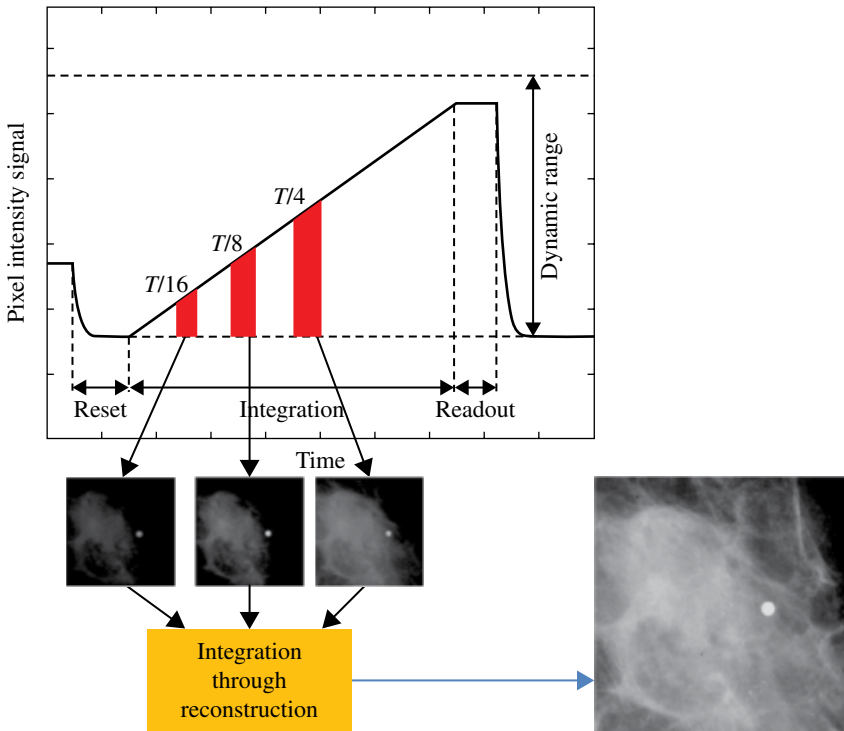 Pixel intensity signal
T/4
T/8
T/16
Dynamic range
Reset
Integration
Readout
Time
Integration
through
reconstruction